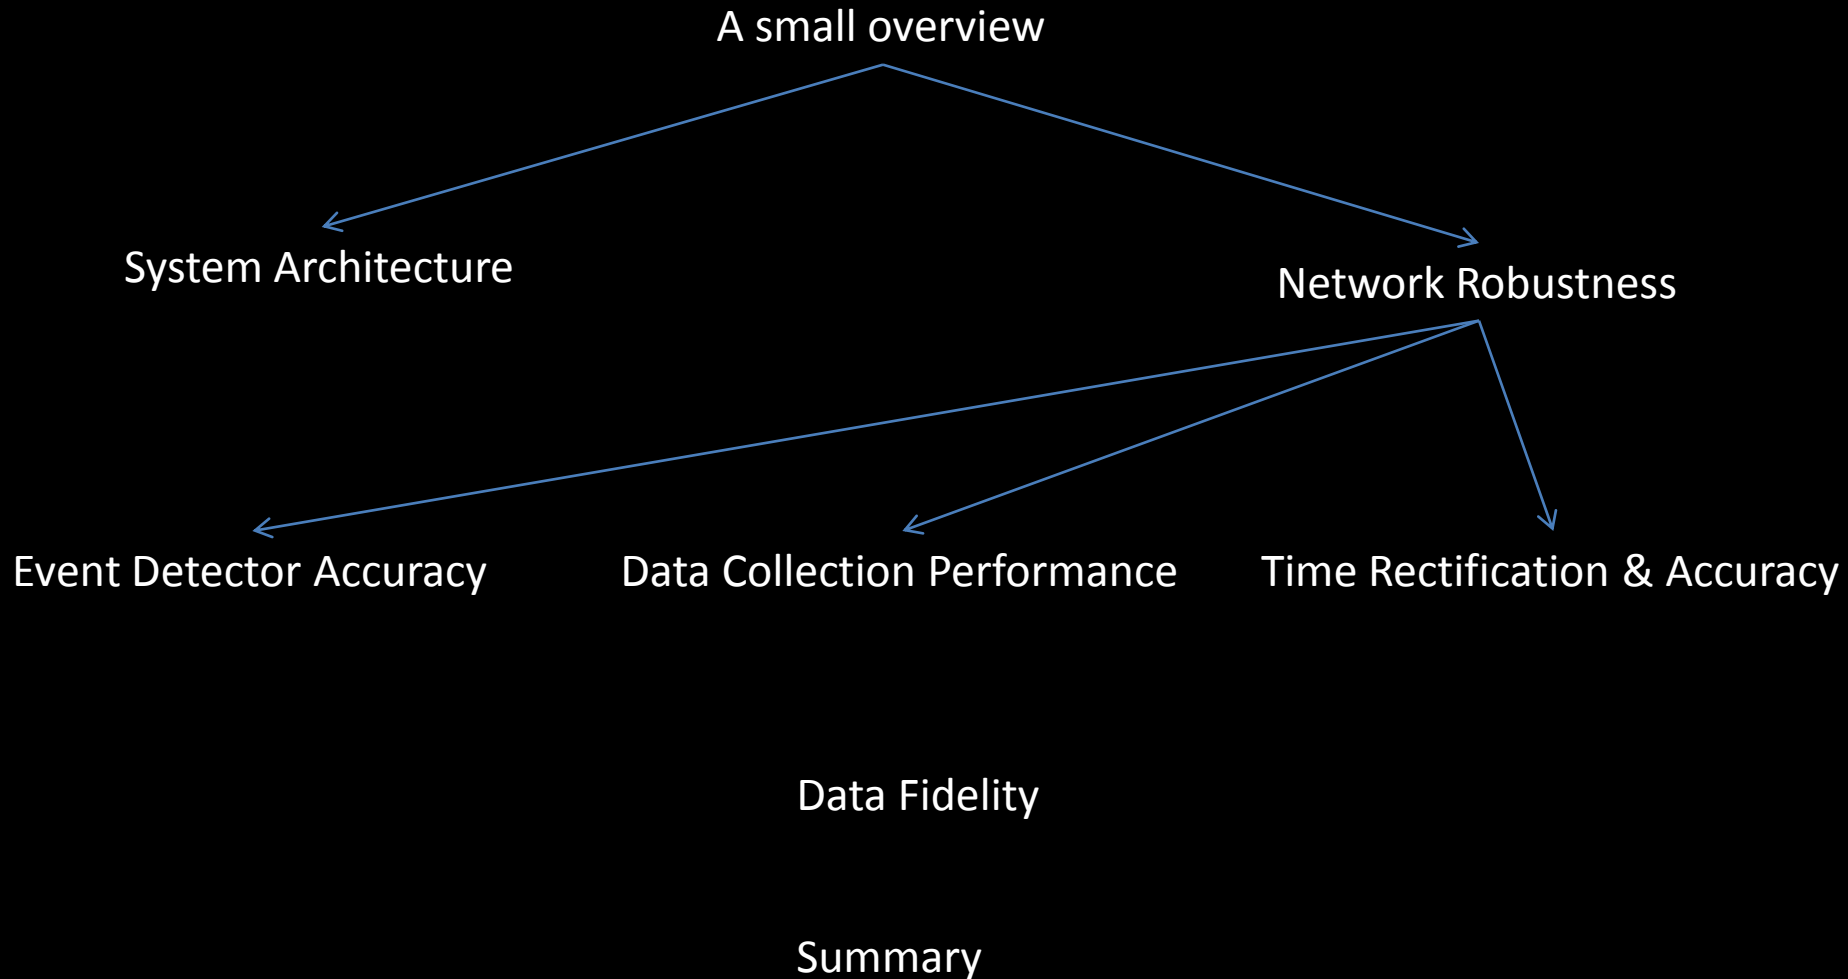 A small overview
System Architecture
Network Robustness
Event Detector Accuracy
Data Collection Performance
Time Rectification & Accuracy
Data Fidelity
Summary